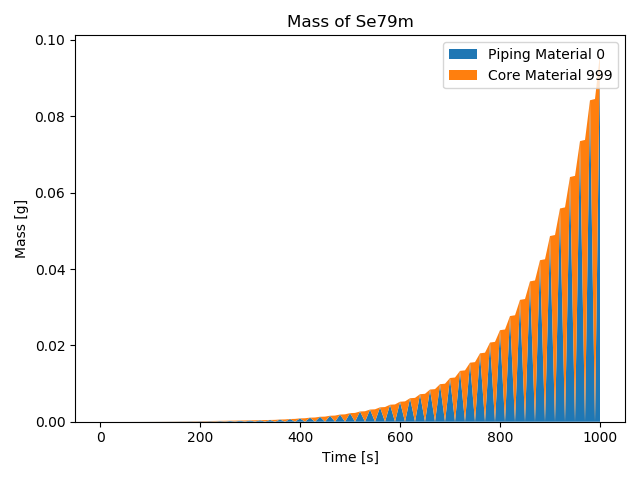 Mass of Se79m
Piping Material 0
Core Material 999
Mass [g]
0.10
0.08
0.06
0.04
0.02
0.00
0 200 400 600 800 1000
Time [s]